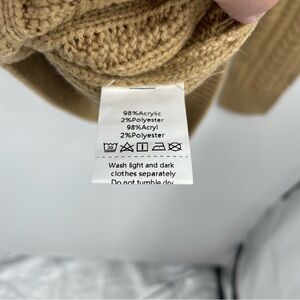 98%Acrylic
2%Polyester
98%Acryl
2%Polyester
Wash light and dark
clothes separately
Do not tumble dry